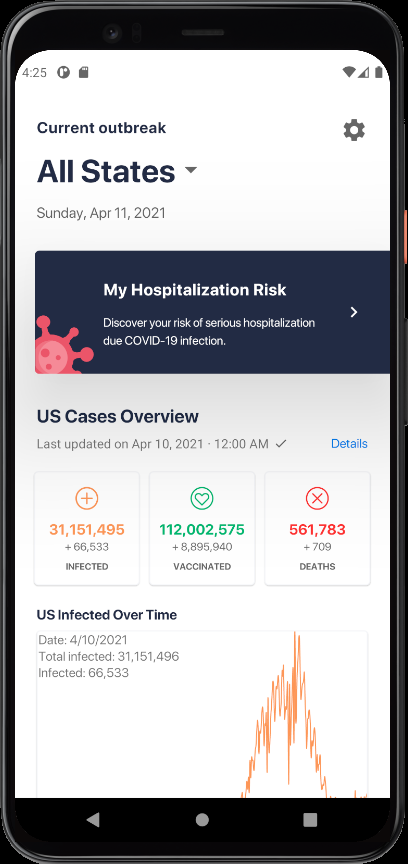 4:25
Current outbreak
All States
Sunday, Apr 11, 2021
My Hospitalization Risk
Discover your risk of serious hospitalization
due COVID-19 infection.
US Cases Overview
Last updated on Apr 10, 2021 · 12:00 AM
Details
31,151,495 112,002,575 561,783
+ 66,533 + 8,895,940 + 709
INFECTED VACCINATED DEATHS
US Infected Over Time
Date: 4/10/2021
Total infected: 31,151,496
Infected: 66,533